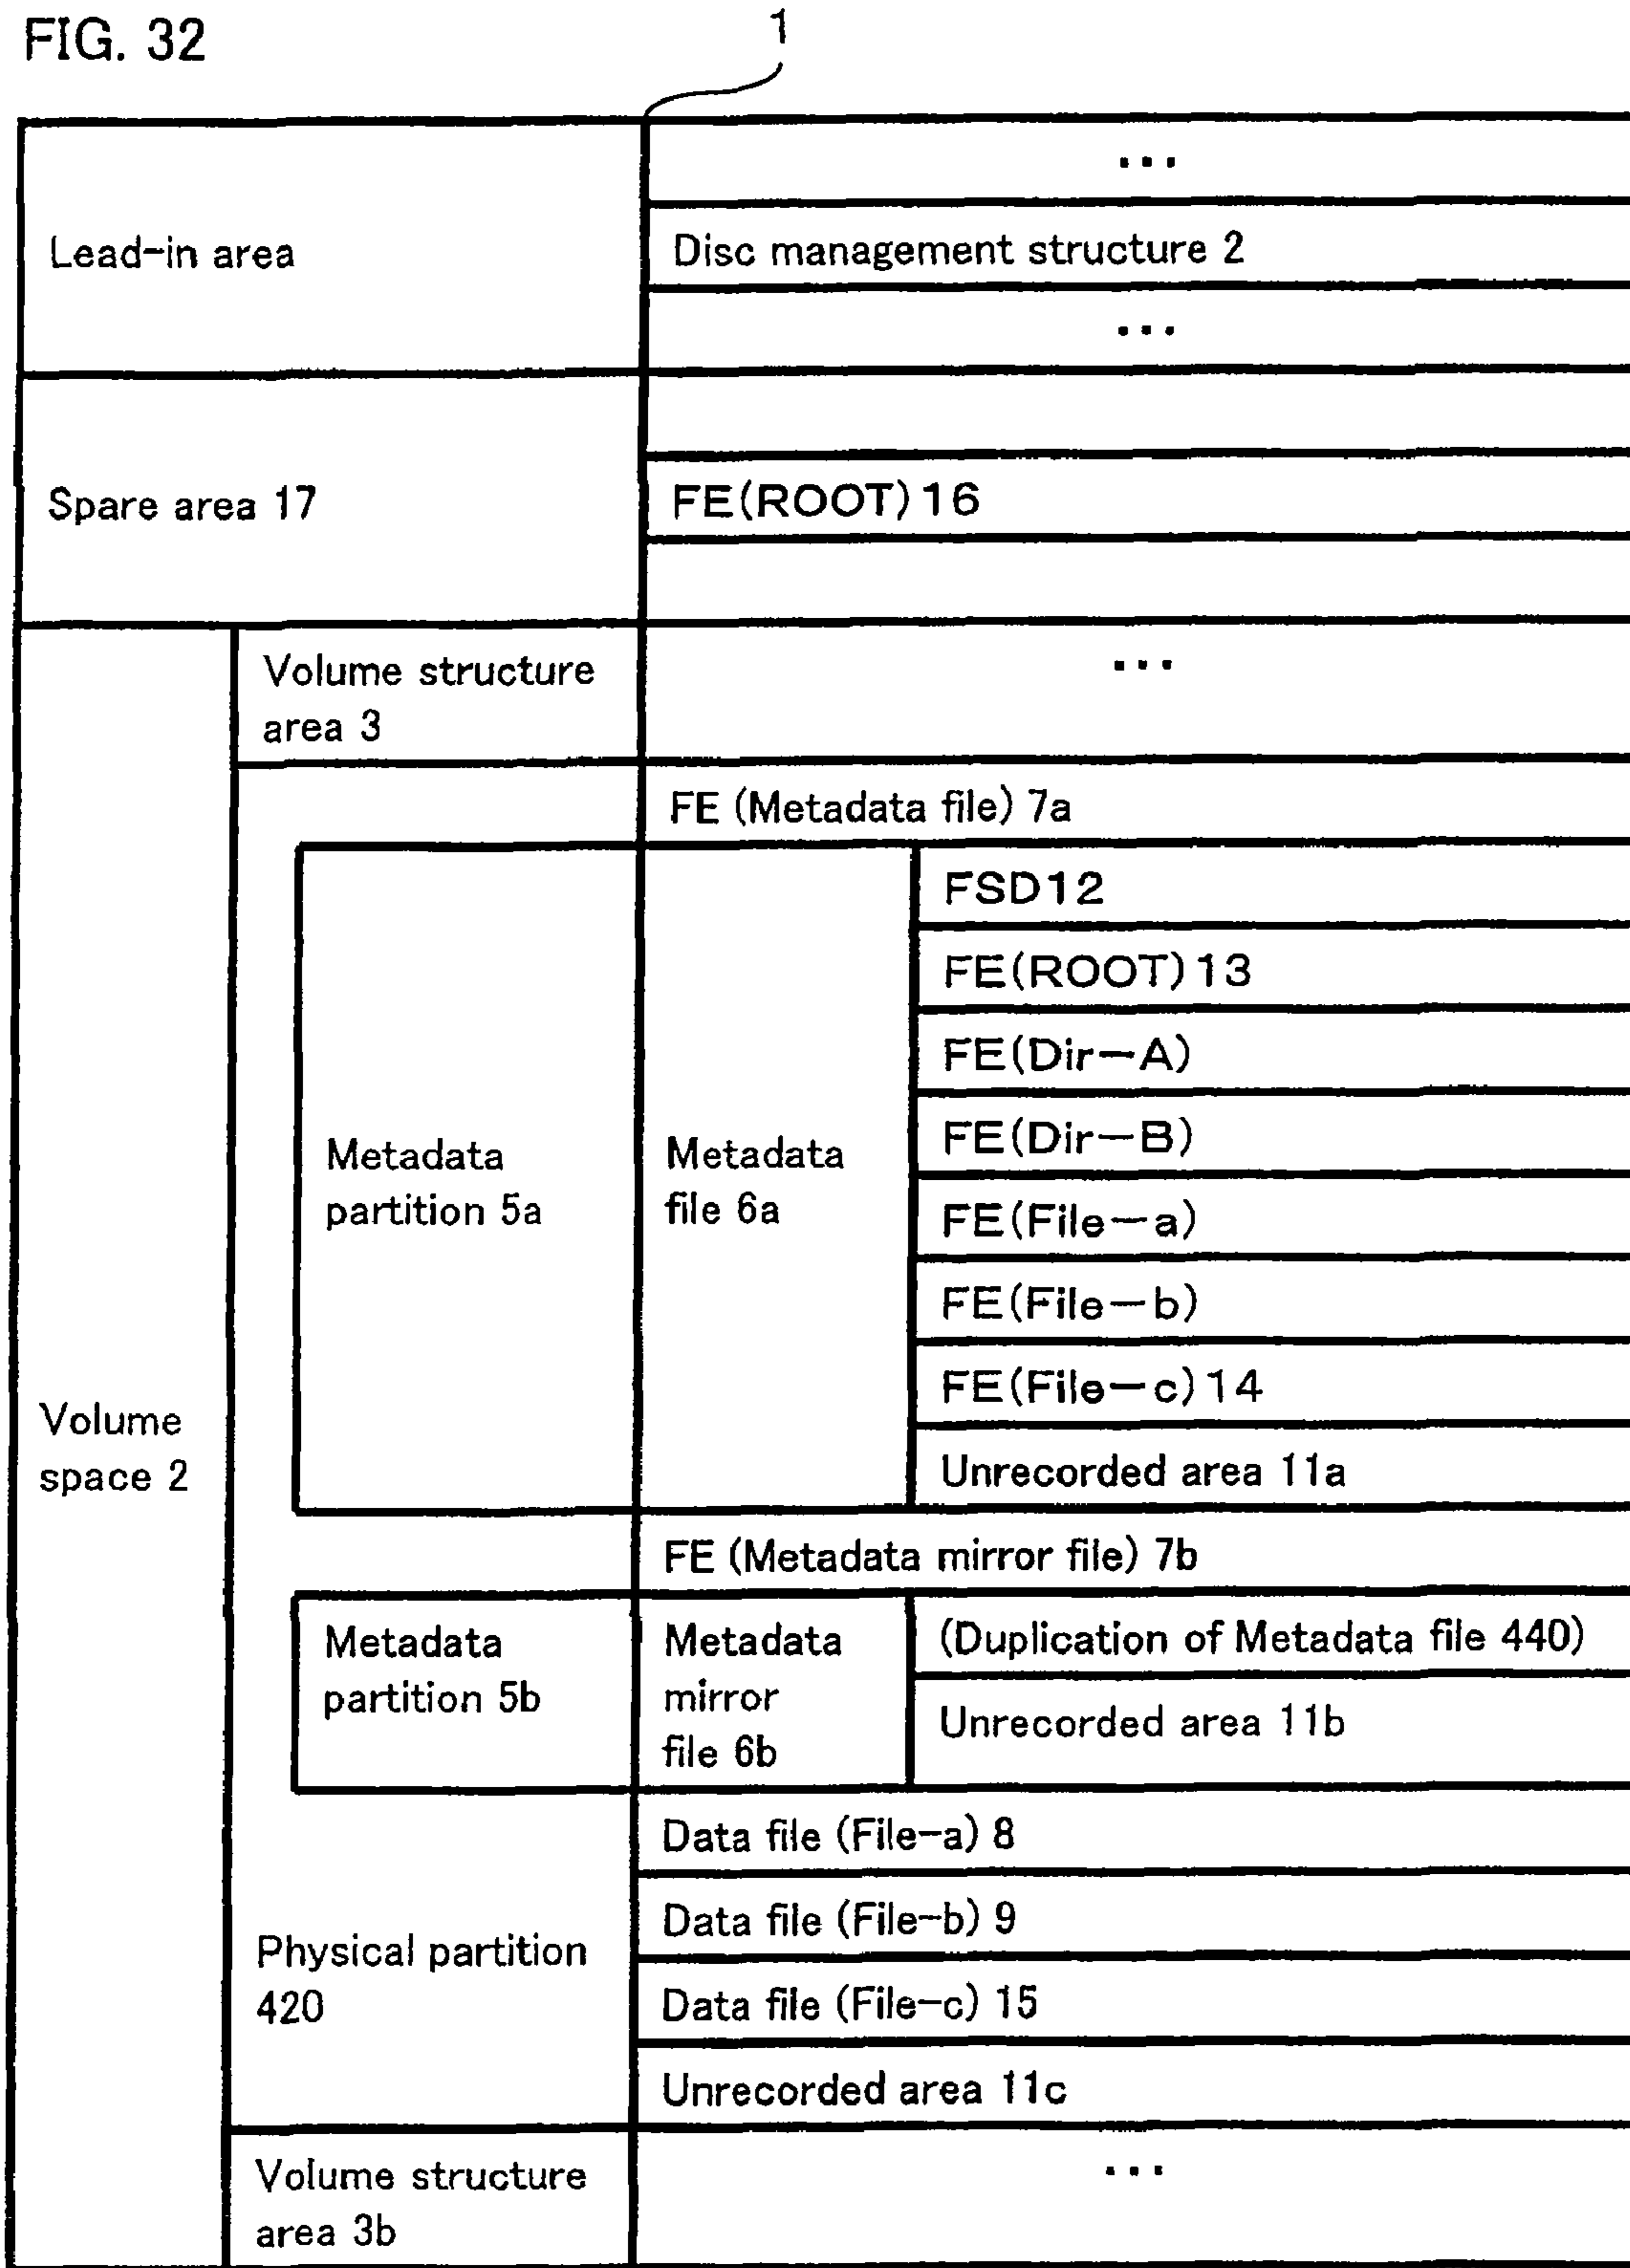 FIG. 32
1
...
Lead-in area
Disc management structure 2
...
Spare area 17
FE(ROOT)16
Volume space 2
Volume structure
area 3
...
FE (Metadata file) 7a
Metadata
partition 5a
Metadata
file 6a
FSD12
FE(ROOT)13
FE(Dir-A)
FE(Dir-B)
FE(File-a)
FE(File-b)
FE(File-c)14
Unrecorded area 11a
FE (Metadata mirror file) 7b
Metadata
partition 5b
Metadata
mirror
file 6b
(Duplication of Metadata file 440)
Unrecorded area 11b
Physical partition
420
Data file (File-a) 8
Data file (File-b) 9
Data file (File-c) 15
Unrecorded area 11c
Volume structure
area 3b
...